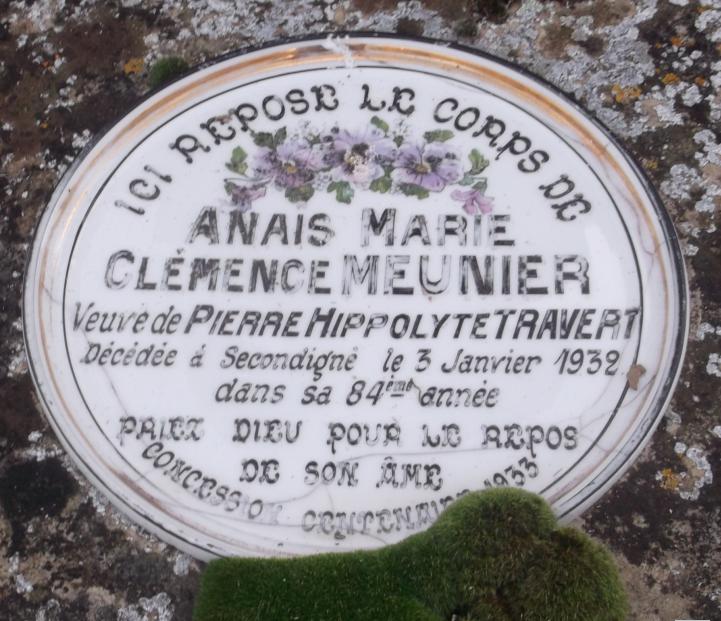 ICI REPOSE LE CORPS DE
ANAIS MARIE
CLÉMENCE MEUNIER
Veuve de PIERRE HIPPOLYTE TRAVERT
Décédée à Secondigné le 3 Janvier 1932
dans sa 84ème année
PRIEZ DIEU POUR LE REPOS
DE SON ÂME
CONCESSION CENTENAIRE 1933